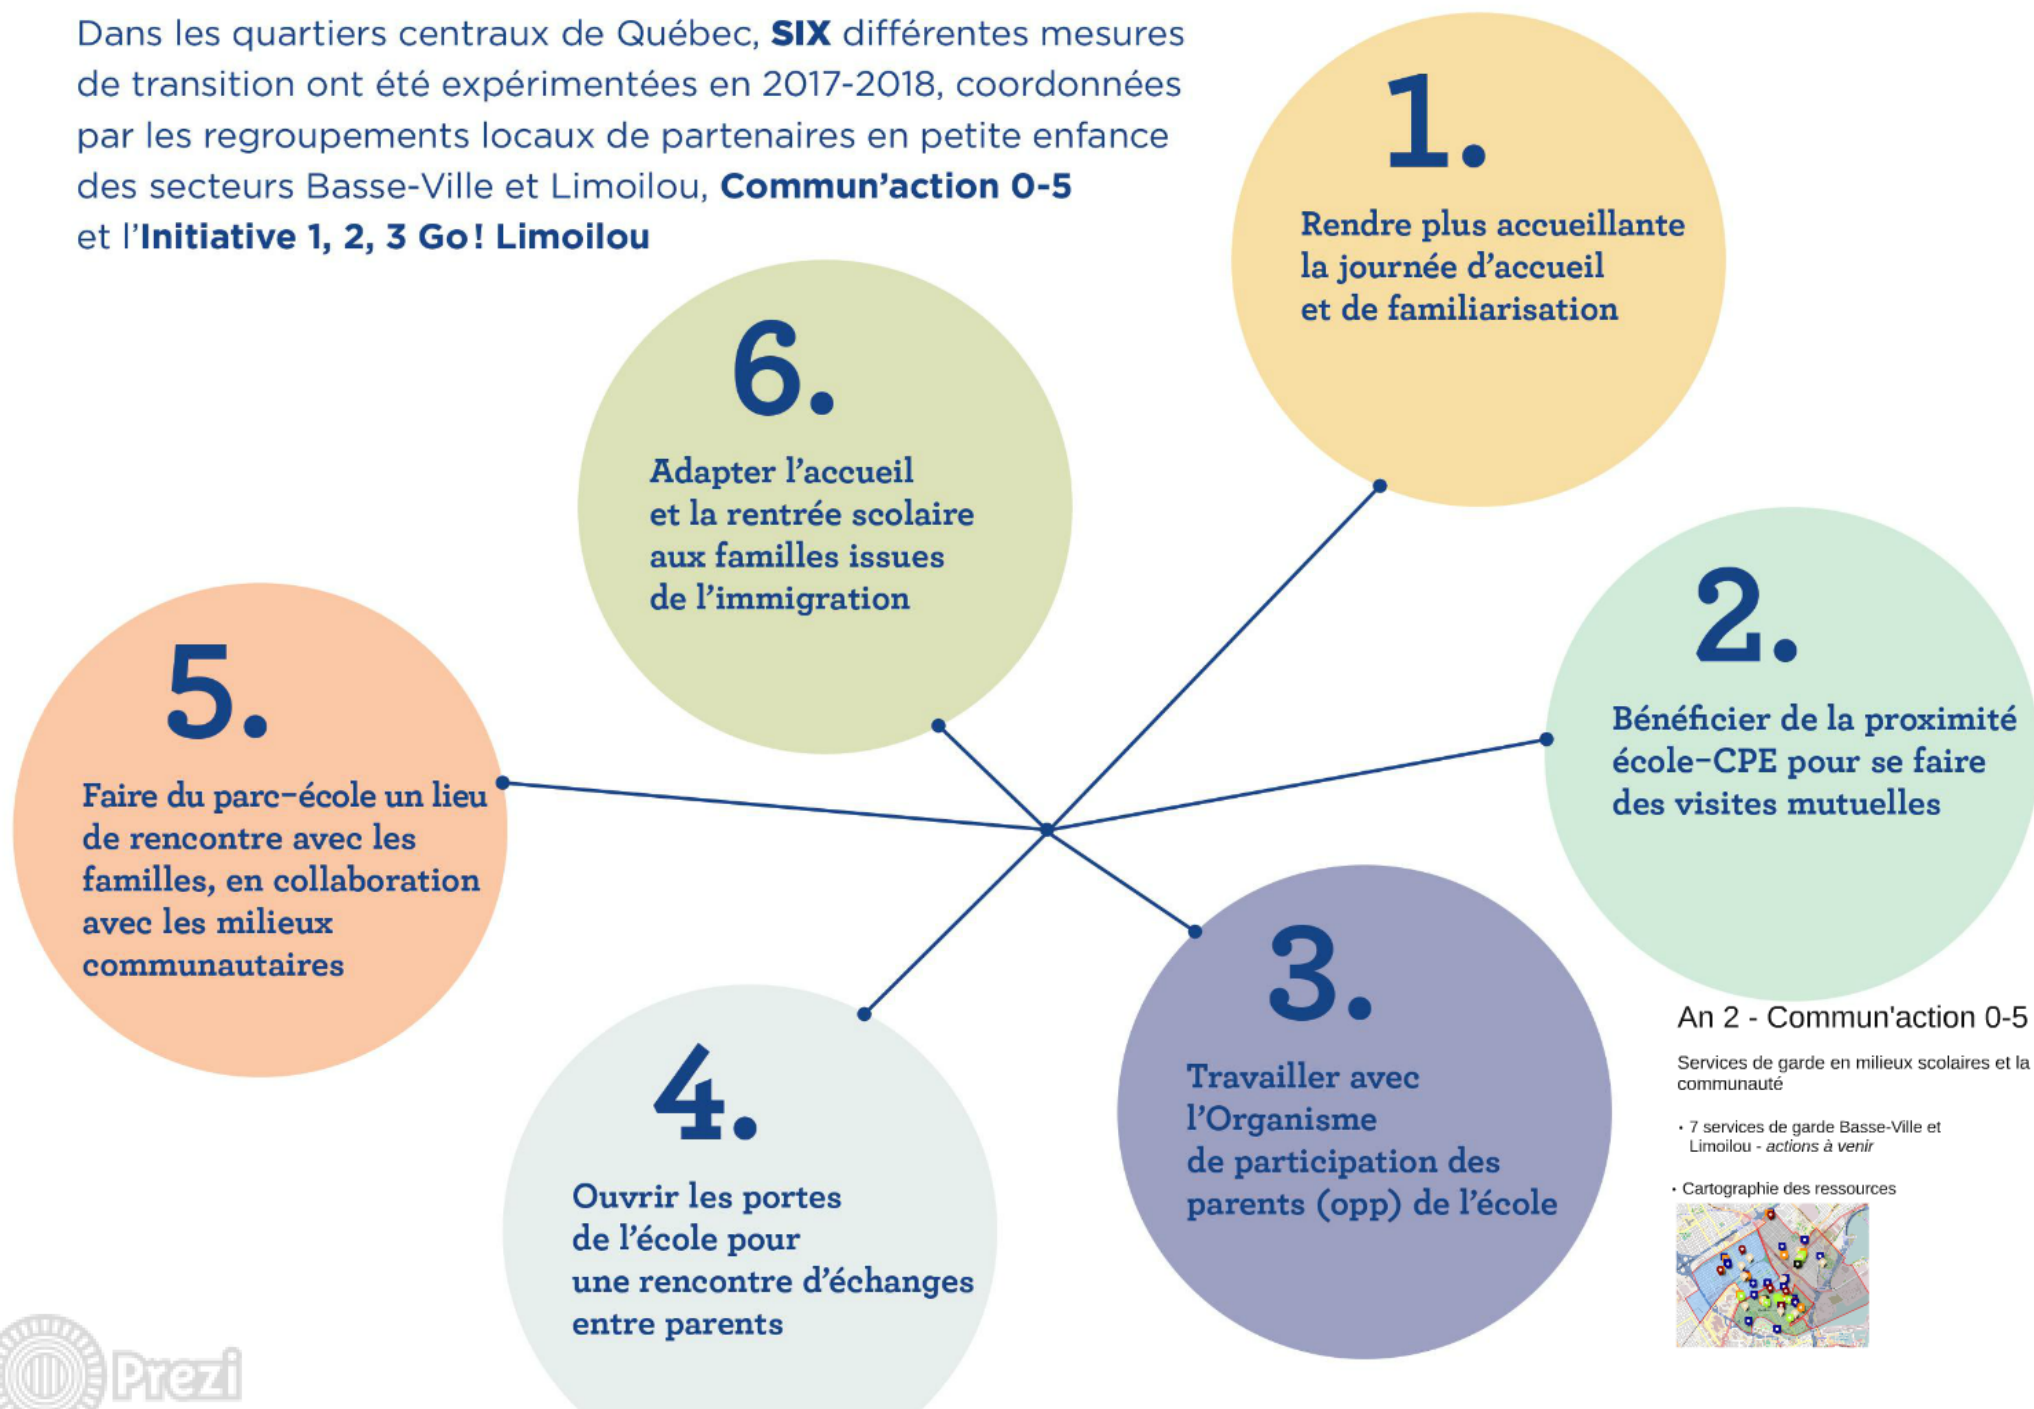 Dans les quartiers centraux de Québec, SIX différentes mesures
de transition ont été expérimentées en 2017-2018, coordonnées
par les regroupements locaux de partenaires en petite enfance
des secteurs Basse-Ville et Limoilou, Commun'action 0-5
et l'Initiative 1, 2, 3 Go! Limoilou
1.
Rendre plus accueillante
la journée d'accueil
et de familiarisation
2.
Bénéficier de la proximité
école-CPE pour se faire
des visites mutuelles
3.
Travailler avec
l'Organisme
de participation des
parents (opp) de l'école
4.
Ouvrir les portes
de l'école pour
une rencontre d'échanges
entre parents
5.
Faire du parc-école un lieu
de rencontre avec les
familles, en collaboration
avec les milieux
communautaires
6.
Adapter l'accueil
et la rentrée scolaire
aux familles issues
de l'immigration
An 2 - Commun'action 0-5
Services de garde en milieux scolaires et la
communauté
• 7 services de garde Basse-Ville et
Limoilou - actions à venir
• Cartographie des ressources
Prezi